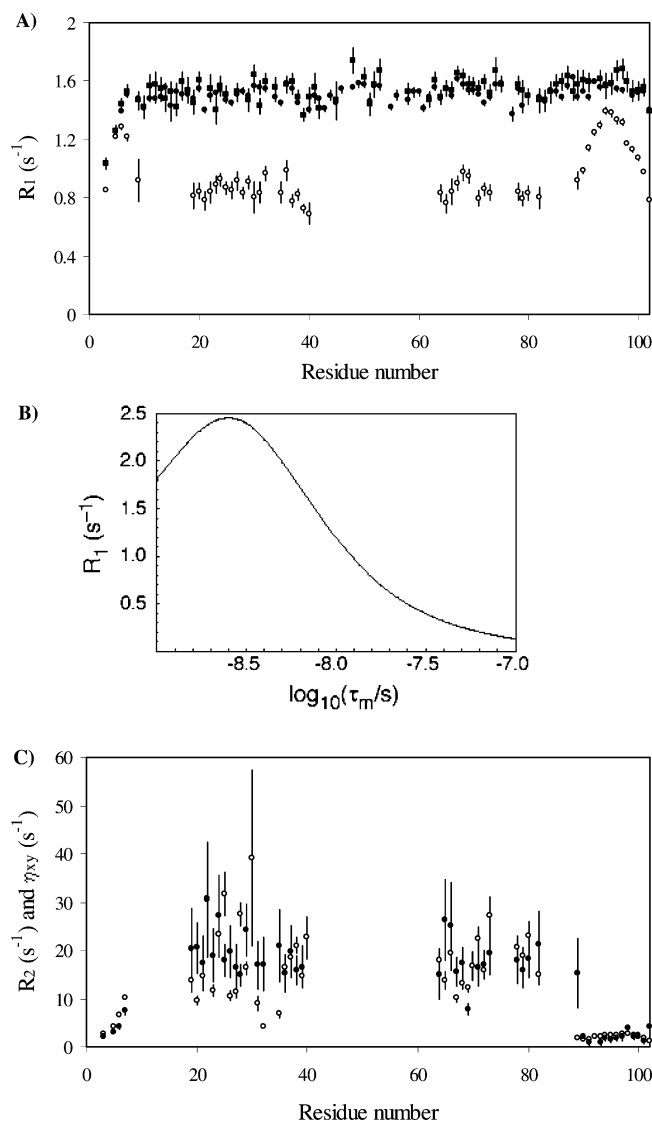 A)
2
1.6
1.2
0.8
0.4
0
R1 (s-1)
0 20 40 60 80 100
Residue number
B)
2.5
2.0
1.5
1.0
0.5
R1 (s−1)
-8.5 -8.0 -7.5 -7.0
log10(τm/s)
C)
60
50
40
30
20
10
0
R2 (s-1) and ηxy (s-1)
0 20 40 60 80 100
Residue number